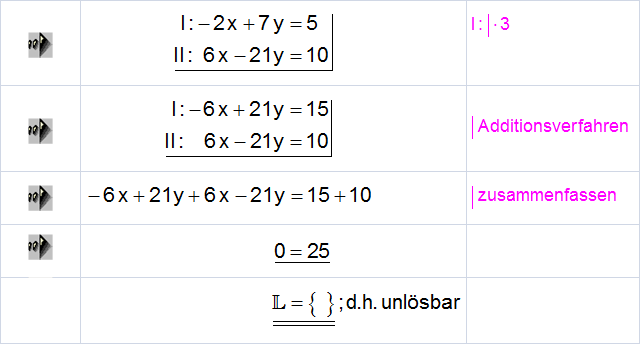 I: −2x + 7y = 5 I: | · 3
II: 6x − 21y = 10
I: −6x + 21y = 15
II: 6x − 21y = 10 | Additionsverfahren
−6x + 21y + 6x − 21y = 15 + 10 | zusammenfassen
0 = 25
𝕃 = { } ; d.h. unlösbar